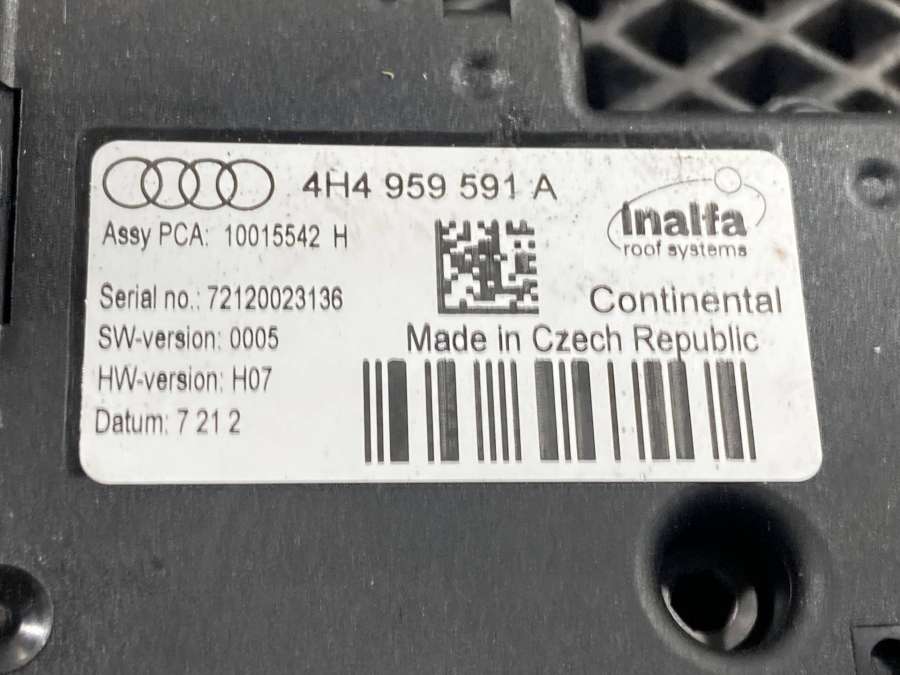 4H4 959 591 A
Assy PCA: 10015542 H
inalfa
roof systems
Serial no.: 72120023136
Continental
SW-version: 0005
Made in Czech Republic
HW-version: H07
Datum: 7 21 2